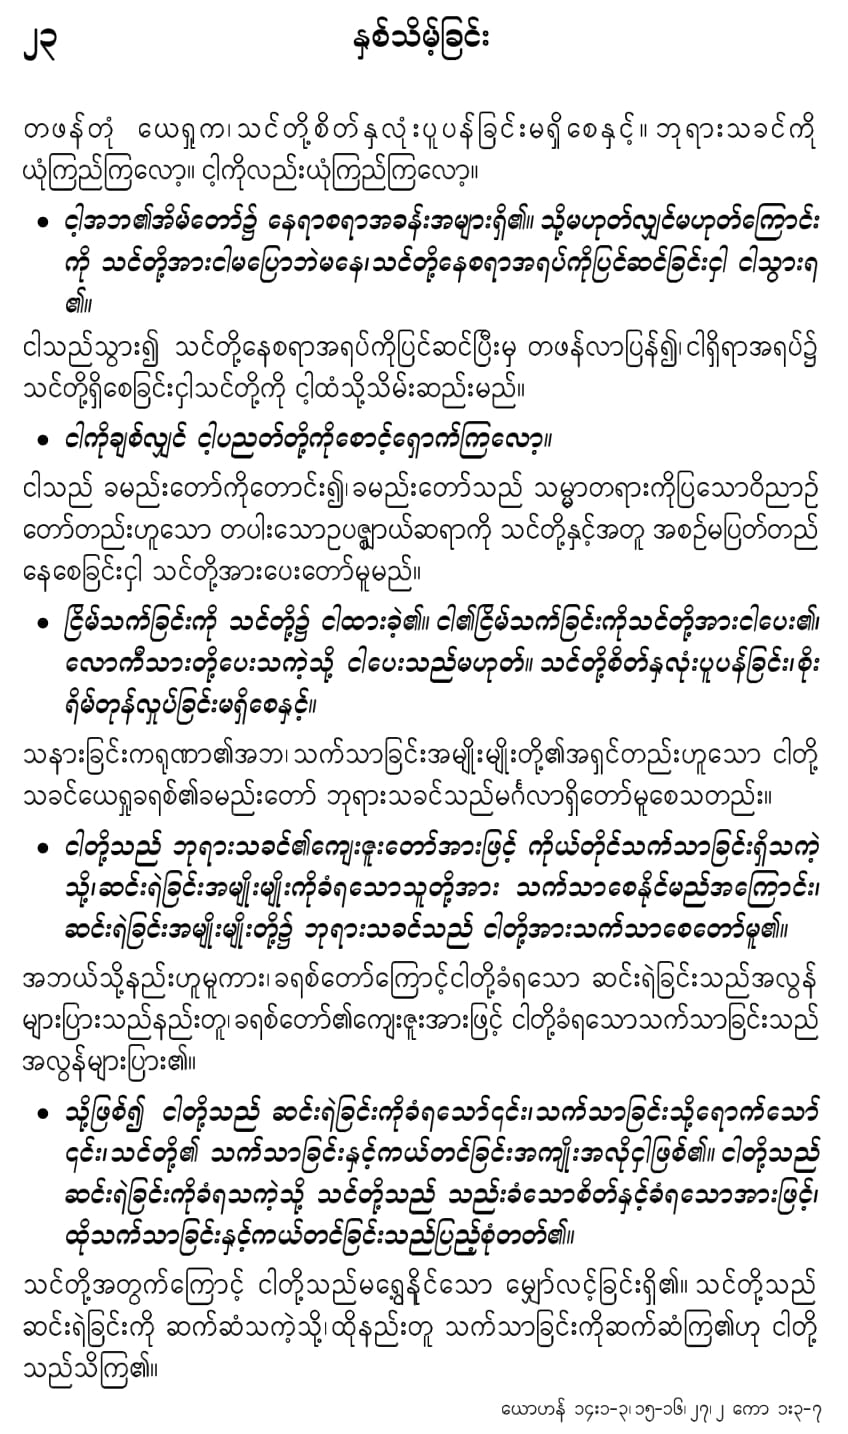 ၂၃
နှစ်သိမ့်ခြင်း
တဖန်တုံ ယေရှုက၊ သင်တို့စိတ်နှလုံးပူပန်ခြင်းမရှိစေနှင့်။ ဘုရားသခင်ကို
ယုံကြည်ကြလော့။ ငါ့ကိုလည်းယုံကြည်ကြလော့။
• ငါ့အဘ၏အိမ်တော်၌ နေရာစရာအခန်းအများရှိ၏။ သို့မဟုတ်လျှင်မဟုတ်ကြောင်း
ကို သင်တို့အားငါမပြောဘဲမနေ၊ သင်တို့နေစရာအရပ်ကိုပြင်ဆင်ခြင်းငှါ ငါသွားရ
၏။
ငါသည်သွား၍ သင်တို့နေစရာအရပ်ကိုပြင်ဆင်ပြီးမှ တဖန်လာပြန်၍၊ ငါရှိရာအရပ်၌
သင်တို့ရှိစေခြင်းငှါသင်တို့ကို ငါ့ထံသို့သိမ်းဆည်းမည်။
• ငါကိုချစ်လျှင် ငါ့ပညတ်တို့ကိုစောင့်ရှောက်ကြလော့။
ငါသည် ခမည်းတော်ကိုတောင်း၍၊ ခမည်းတော်သည် သမ္မာတရားကိုပြသောဝိညာဉ်
တော်တည်းဟူသော တပါးသောဥပဇ္ဈာယ်ဆရာကို သင်တို့နှင့်အတူ အစဉ်မပြတ်တည်
နေစေခြင်းငှါ သင်တို့အားပေးတော်မူမည်။
• ငြိမ်သက်ခြင်းကို သင်တို့၌ ငါထားခဲ့၏။ ငါ၏ငြိမ်သက်ခြင်းကိုသင်တို့အားငါပေး၏၊
လောကီသားတို့ပေးသကဲ့သို့ ငါပေးသည်မဟုတ်။ သင်တို့စိတ်နှလုံးပူပန်ခြင်း၊ စိုး
ရိမ်တုန်လှုပ်ခြင်းမရှိစေနှင့်။
သနားခြင်းကရုဏာ၏အဘ၊ သက်သာခြင်းအမျိုးမျိုးတို့၏အရှင်တည်းဟူသော ငါတို့
သခင်ယေရှုခရစ်၏ခမည်းတော် ဘုရားသခင်သည်မင်္ဂလာရှိတော်မူစေသတည်း။
• ငါတို့သည် ဘုရားသခင်၏ကျေးဇူးတော်အားဖြင့် ကိုယ်တိုင်သက်သာခြင်းရှိသကဲ့
သို့၊ ဆင်းရဲခြင်းအမျိုးမျိုးကိုခံရသောသူတို့အား သက်သာစေနိုင်မည်အကြောင်း၊
ဆင်းရဲခြင်းအမျိုးမျိုးတို့၌ ဘုရားသခင်သည် ငါတို့အားသက်သာစေတော်မူ၏။
အဘယ်သို့နည်းဟူမူကား၊ ခရစ်တော်ကြောင့်ငါတို့ခံရသော ဆင်းရဲခြင်းသည်အလွန်
များပြားသည်နည်းတူ၊ ခရစ်တော်၏ကျေးဇူးအားဖြင့် ငါတို့ခံရသောသက်သာခြင်းသည်
အလွန်များပြား၏။
• သို့ဖြစ်၍ ငါတို့သည် ဆင်းရဲခြင်းကိုခံရသော်၎င်း၊ သက်သာခြင်းသို့ရောက်သော်
၎င်း၊ သင်တို့၏ သက်သာခြင်းနှင့်ကယ်တင်ခြင်းအကျိုးအလိုငှါဖြစ်၏။ ငါတို့သည်
ဆင်းရဲခြင်းကိုခံရသကဲ့သို့ သင်တို့သည် သည်းခံသောစိတ်နှင့်ခံရသောအားဖြင့်၊
ထိုသက်သာခြင်းနှင့်ကယ်တင်ခြင်းသည်ပြည့်စုံတတ်၏။
သင်တို့အတွက်ကြောင့် ငါတို့သည်မရွေ့နိုင်သော မျှော်လင့်ခြင်းရှိ၏။ သင်တို့သည်
ဆင်းရဲခြင်းကို ဆက်ဆံသကဲ့သို့၊ ထိုနည်းတူ သက်သာခြင်းကိုဆက်ဆံကြ၏ဟု ငါတို့
သည်သိကြ၏။
ယောဟန် ၁၄း၁-၃၊ ၁၅-၁၆၊ ၂၇၊ ၂ ကော ၁း၃-၇